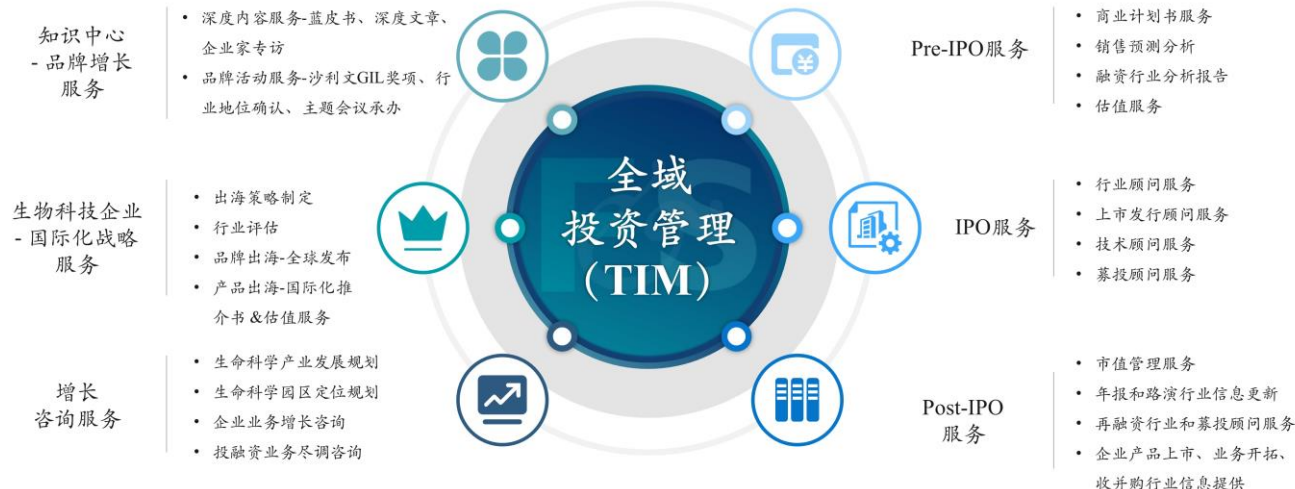 知识中心
- 品牌增长
服务
• 深度内容服务-蓝皮书、深度文章、
企业家专访
• 品牌活动服务-沙利文GIL奖项、行
业地位确认、主题会议承办
生物科技企业
- 国际化战略
服务
• 出海策略制定
• 行业评估
• 品牌出海-全球发布
• 产品出海-国际化推
介书 &估值服务
增长
咨询服务
• 生命科学产业发展规划
• 生命科学园区定位规划
• 企业业务增长咨询
• 投融资业务尽调咨询
全域
投资管理
(TIM)
Pre-IPO服务
• 商业计划书服务
• 销售预测分析
• 融资行业分析报告
• 估值服务
IPO服务
• 行业顾问服务
• 上市发行顾问服务
• 技术顾问服务
• 募投顾问服务
Post-IPO
服务
• 市值管理服务
• 年报和路演行业信息更新
• 再融资行业和募投顾问服务
• 企业产品上市、业务开拓、
收并购行业信息提供